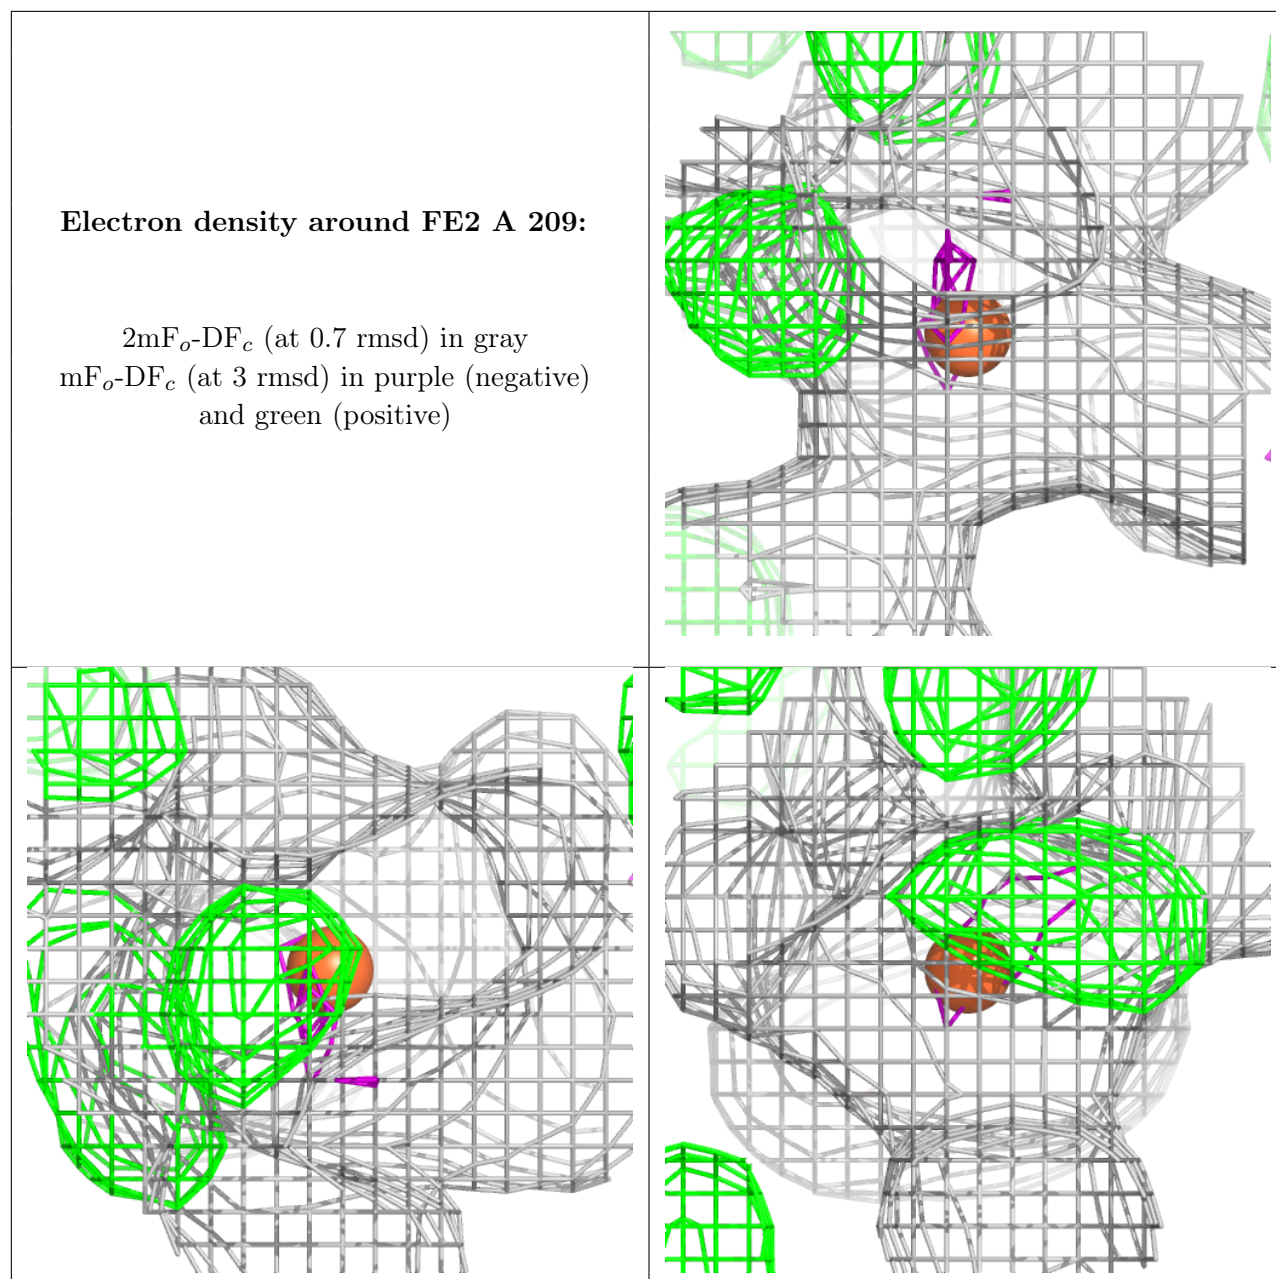 Electron density around FE2 A 209:
2mFo-DFc (at 0.7 rmsd) in gray
mFo-DFc (at 3 rmsd) in purple (negative)
and green (positive)